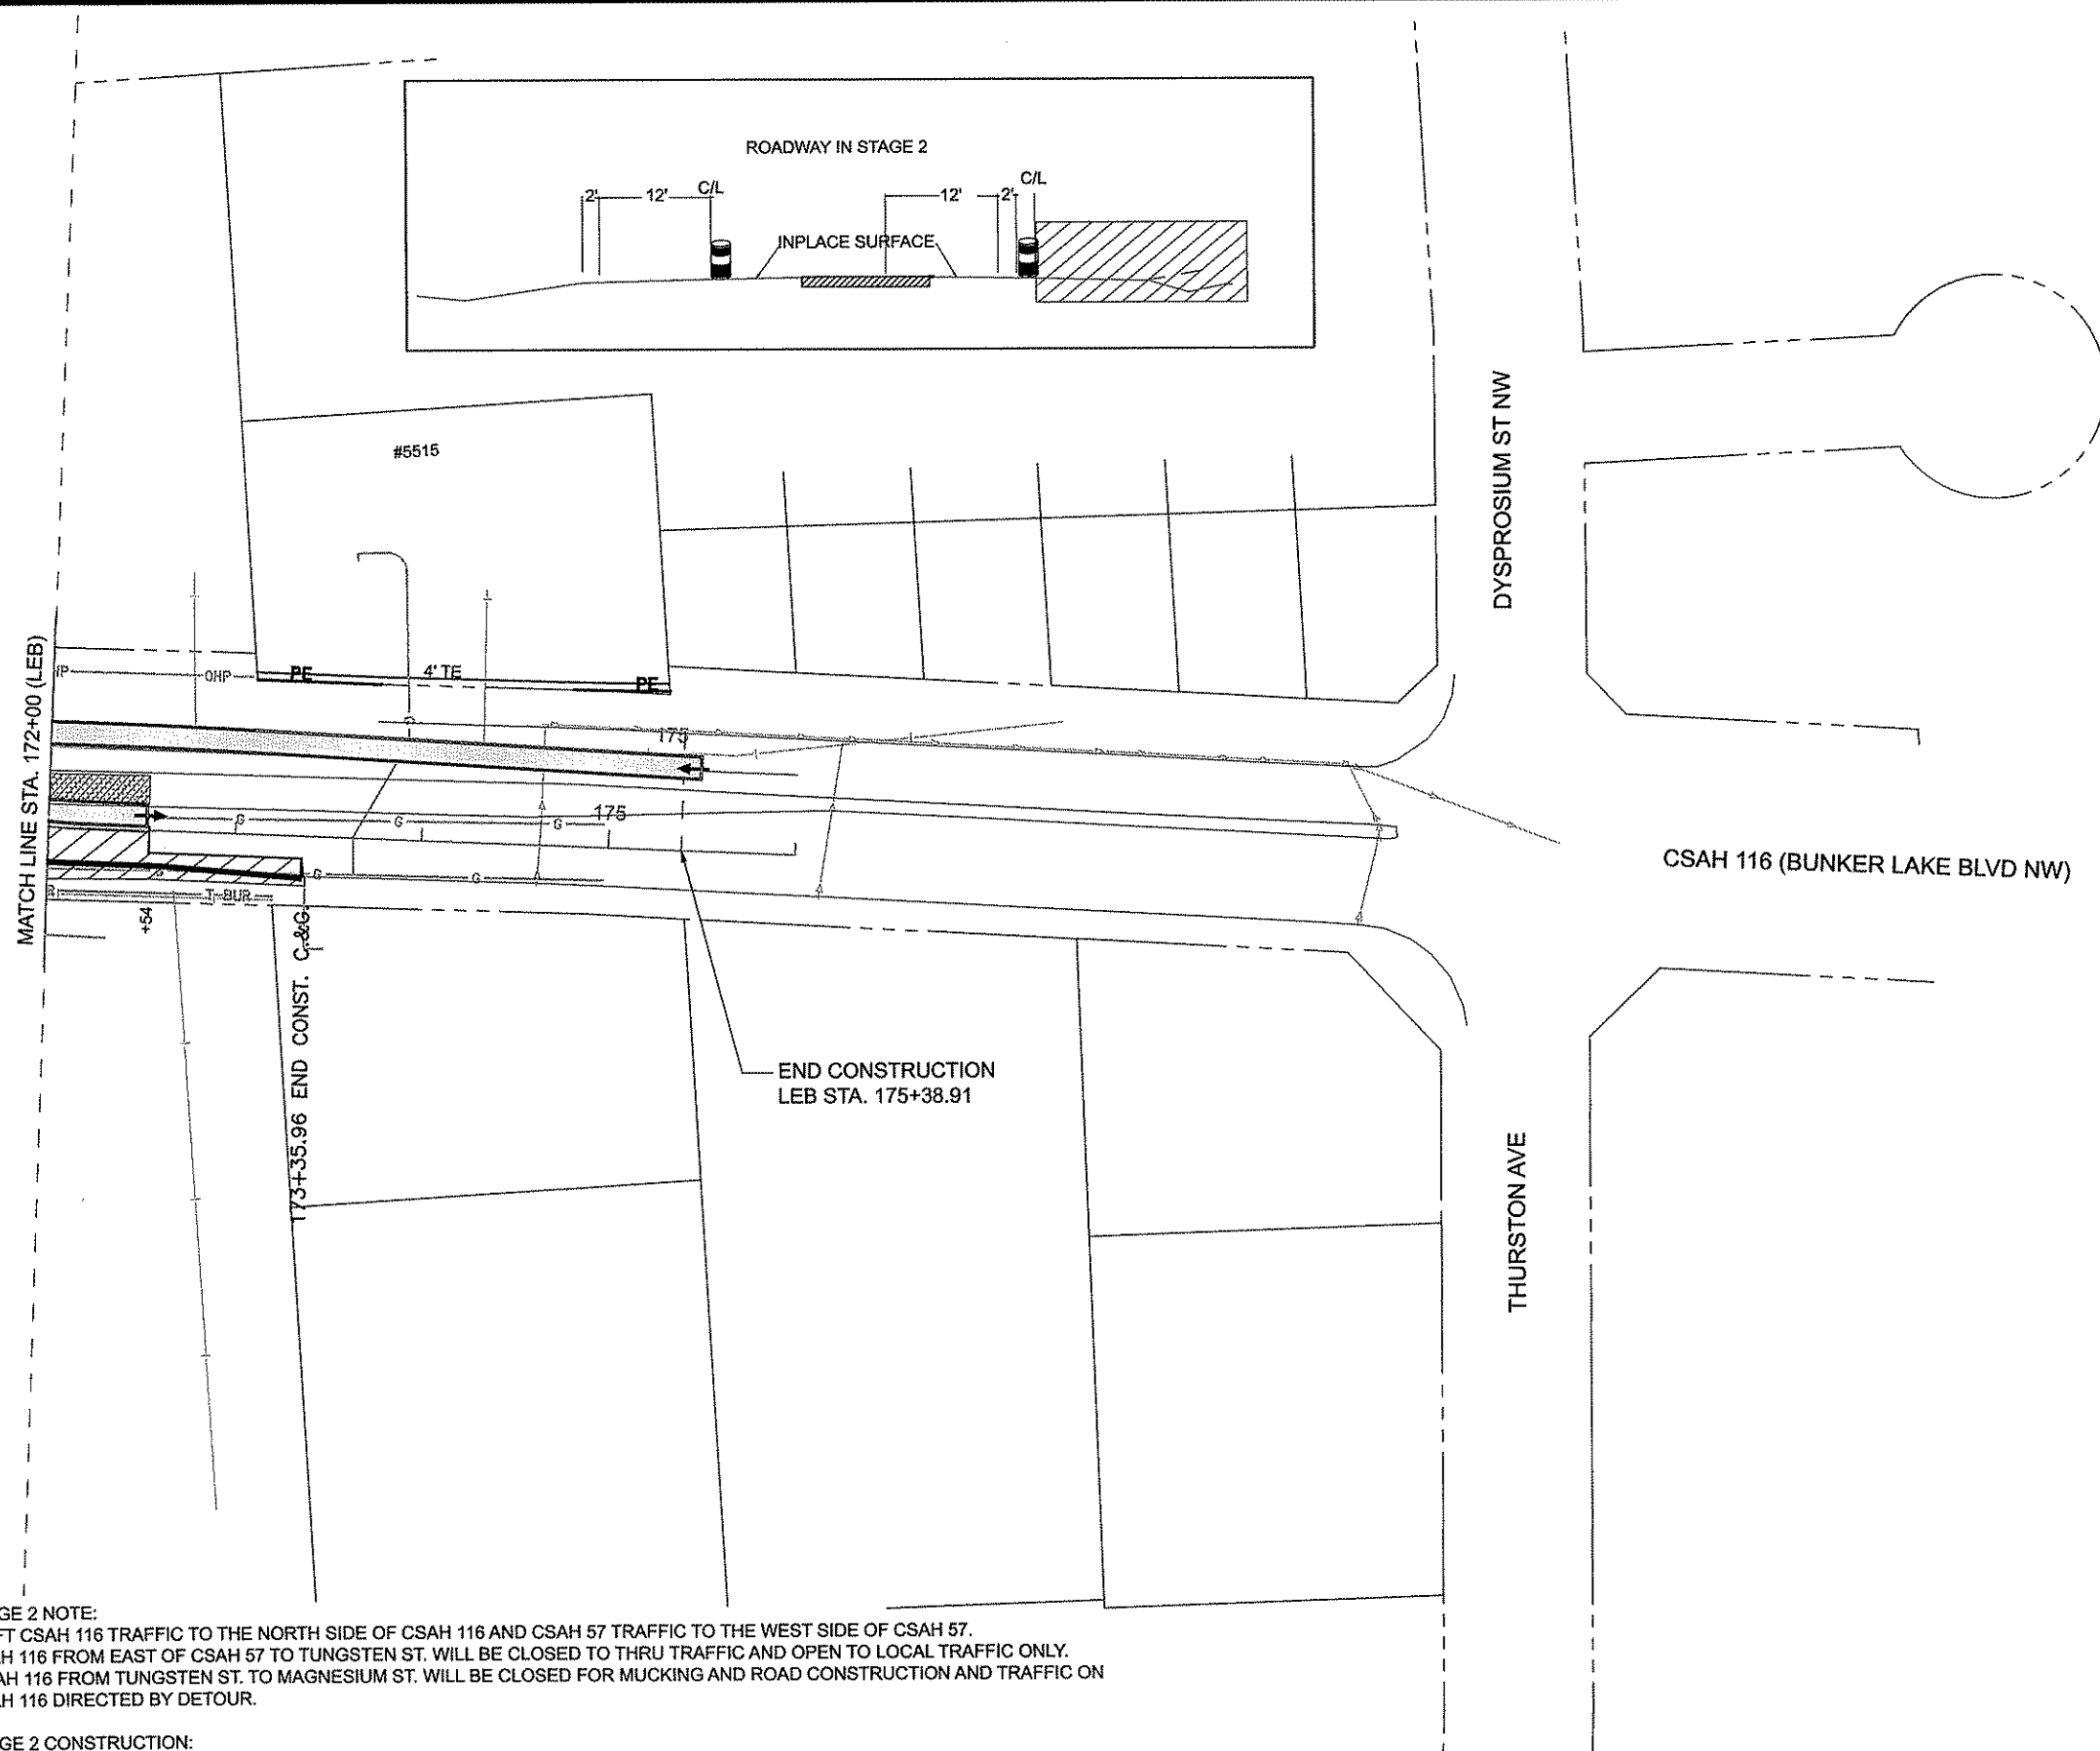 ROADWAY IN STAGE 2
2' 12' C/L 12' 2' C/L
INPLACE SURFACE
#5515
DYSPROSIUM ST NW
MATCH LINE STA. 172+00 (LEB)
OHP PE 4' TE PE
175
175
G G G
G G
T-BUR
+54
CSAH 116 (BUNKER LAKE BLVD NW)
173+35.96 END CONST. C.&G.
END CONSTRUCTION
LEB STA. 175+38.91
THURSTON AVE
GE 2 NOTE:
FT CSAH 116 TRAFFIC TO THE NORTH SIDE OF CSAH 116 AND CSAH 57 TRAFFIC TO THE WEST SIDE OF CSAH 57.
AH 116 FROM EAST OF CSAH 57 TO TUNGSTEN ST. WILL BE CLOSED TO THRU TRAFFIC AND OPEN TO LOCAL TRAFFIC ONLY.
AH 116 FROM TUNGSTEN ST. TO MAGNESIUM ST. WILL BE CLOSED FOR MUCKING AND ROAD CONSTRUCTION AND TRAFFIC ON
AH 116 DIRECTED BY DETOUR.
GE 2 CONSTRUCTION: